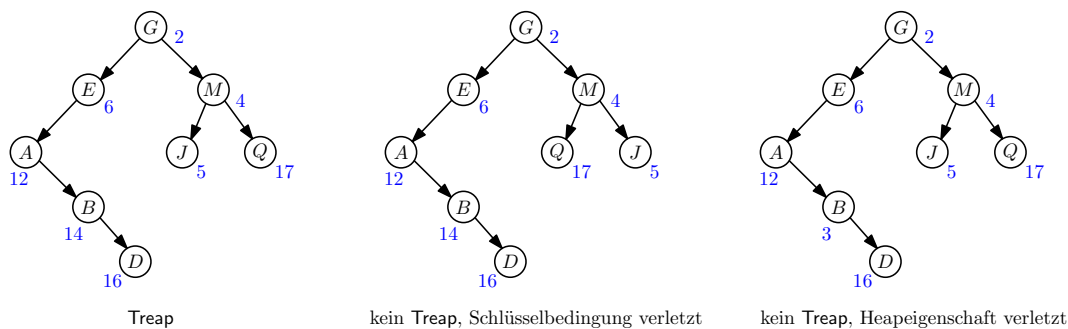 G G G
2 2 2
E M E M E M
6 4 6 4 6 4
A J Q A Q J A J Q
12 5 17 12 17 5 12 5 17
B B B
14 14 3
D D D
16 16 16
Treap kein Treap, Schlüsselbedingung verletzt kein Treap, Heapeigenschaft verletzt